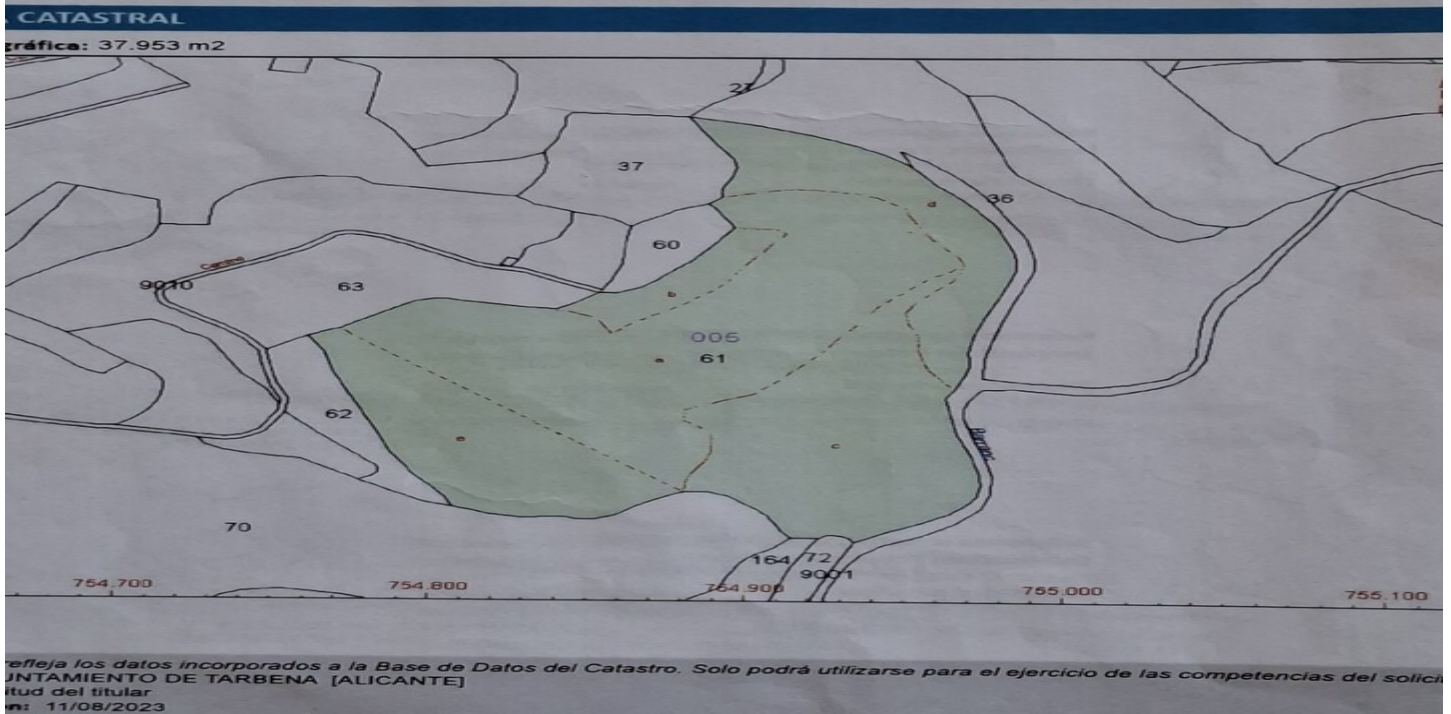 CATASTRAL
gráfica: 37.953 m2
27
37
36
60
Camino
9010
63
b
d
005
61
a
62
e
c
Barranc
70
164
72
9001
754.700
754.800
754.900
755.000
755.100
refleja los datos incorporados a la Base de Datos del Catastro. Solo podrá utilizarse para el ejercicio de las competencias del solici
UNTAMIENTO DE TARBENA [ALICANTE]
itud del titular
n: 11/08/2023